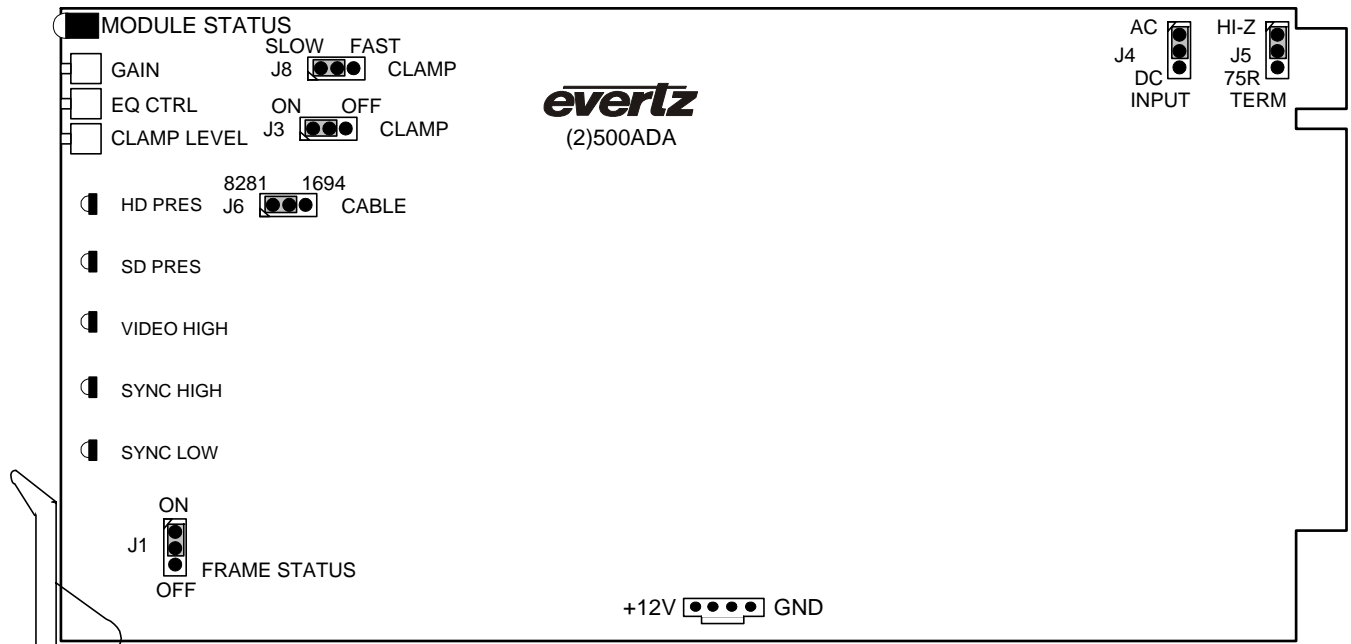 MODULE STATUS
GAIN
EQ CTRL
CLAMP LEVEL
SLOW FAST
J8 CLAMP
ON OFF
J3 CLAMP
evertz
(2)500ADA
AC
J4
DC
INPUT
HI-Z
J5
75R
TERM
HD PRES
8281 1694
J6 CABLE
SD PRES
VIDEO HIGH
SYNC HIGH
SYNC LOW
ON
J1
FRAME STATUS
OFF
+12V GND